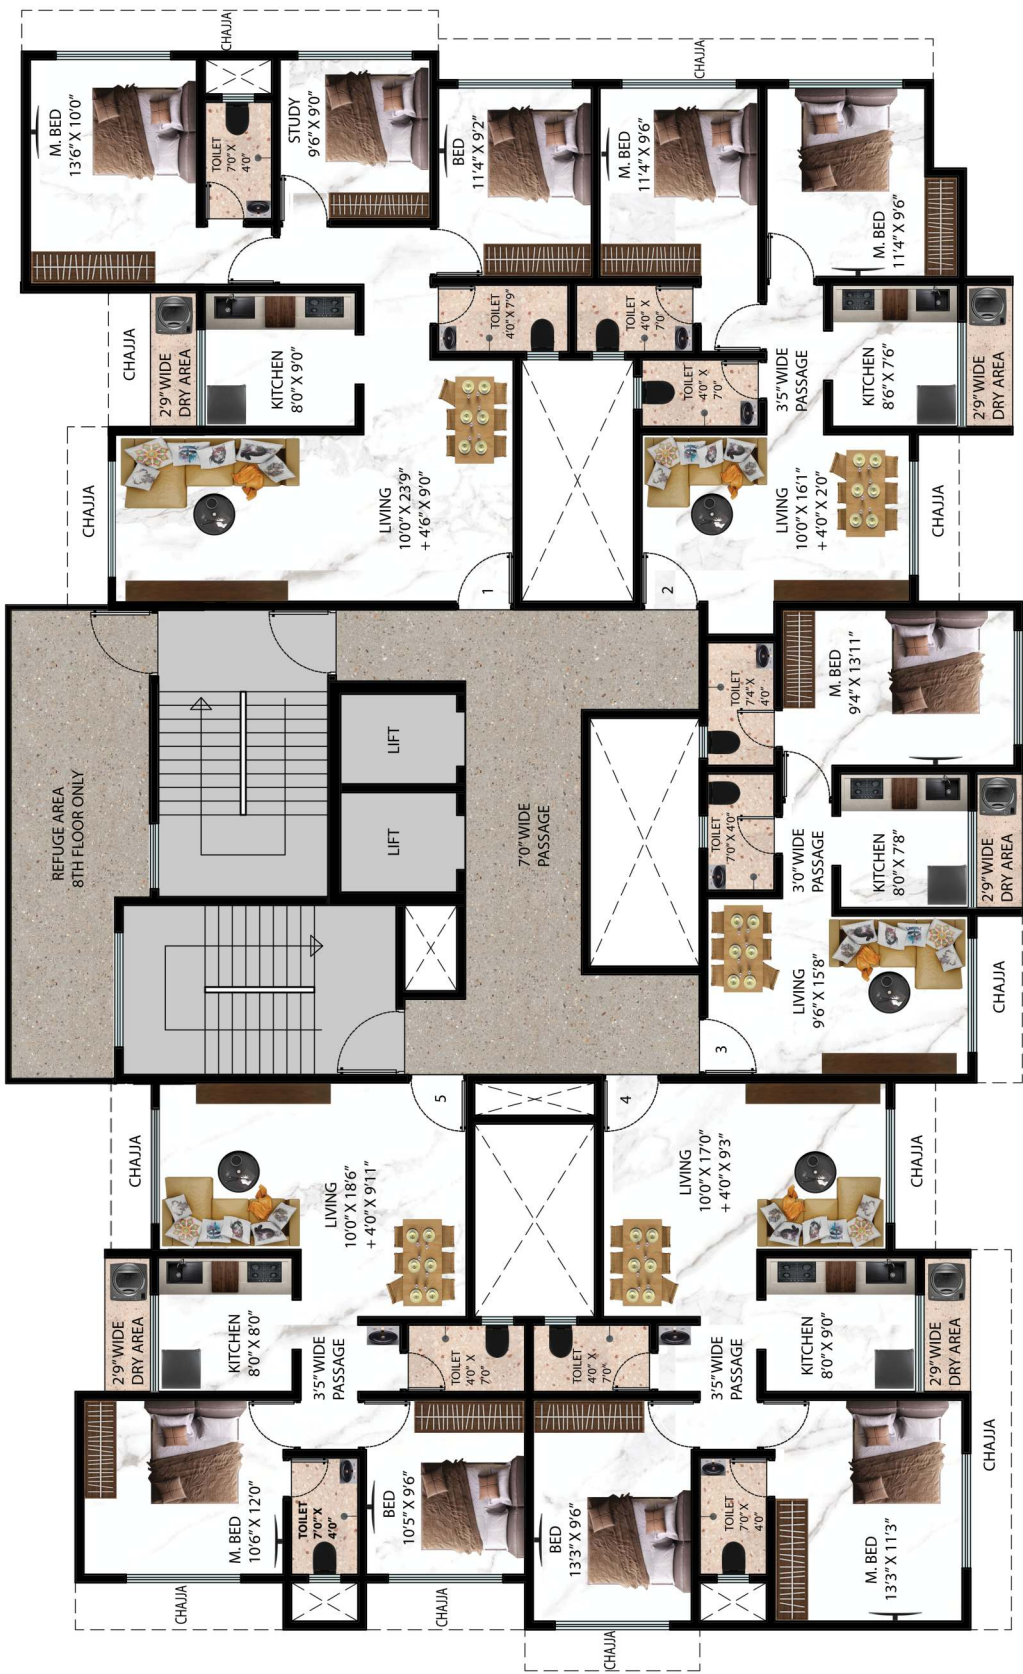 CHAJJA
M. BED
13'6" X 10'0"
TOILET
7'0" X
4'0"
STUDY
9'6" X 9'0"
CHAJJA
BED
11'4" X 9'2"
M. BED
11'4" X 9'6"
M. BED
11'4" X 9'6"
CHAJJA
2'9" WIDE
DRY AREA
KITCHEN
8'0" X 9'0"
TOILET
4'0" X 7'9"
TOILET
4'0" X
7'0"
TOILET
4'0" X
7'0"
3'5" WIDE
PASSAGE
KITCHEN
8'6" X 7'6"
2'9" WIDE
DRY AREA
CHAJJA
LIVING
10'0" X 23'9"
+ 4'6" X 9'0"
1
2
LIVING
10'0" X 16'1"
+ 4'0" X 2'0"
CHAJJA
REFUGE AREA
8TH FLOOR ONLY
LIFT
LIFT
7'0" WIDE
PASSAGE
TOILET
7'4" X
4'0"
M. BED
9'4" X 13'11"
TOILET
7'0" X 4'0"
3'0" WIDE
PASSAGE
KITCHEN
8'0" X 7'8"
2'9" WIDE
DRY AREA
LIVING
9'6" X 15'8"
CHAJJA
3
5
4
CHAJJA
LIVING
10'0" X 18'6"
+ 4'0" X 9'11"
LIVING
10'0" X 17'0"
+ 4'0" X 9'3"
CHAJJA
2'9" WIDE
DRY AREA
KITCHEN
8'0" X 8'0"
3'5" WIDE
PASSAGE
TOILET
4'0" X
7'0"
TOILET
4'0" X
7'0"
3'5" WIDE
PASSAGE
KITCHEN
8'0" X 9'0"
2'9" WIDE
DRY AREA
M. BED
10'6" X 12'0"
TOILET
7'0" X
4'0"
BED
10'5" X 9'6"
BED
13'3" X 9'6"
TOILET
7'0" X
4'0"
M. BED
13'3" X 11'3"
CHAJJA
CHAJJA
CHAJJA
CHAJJA